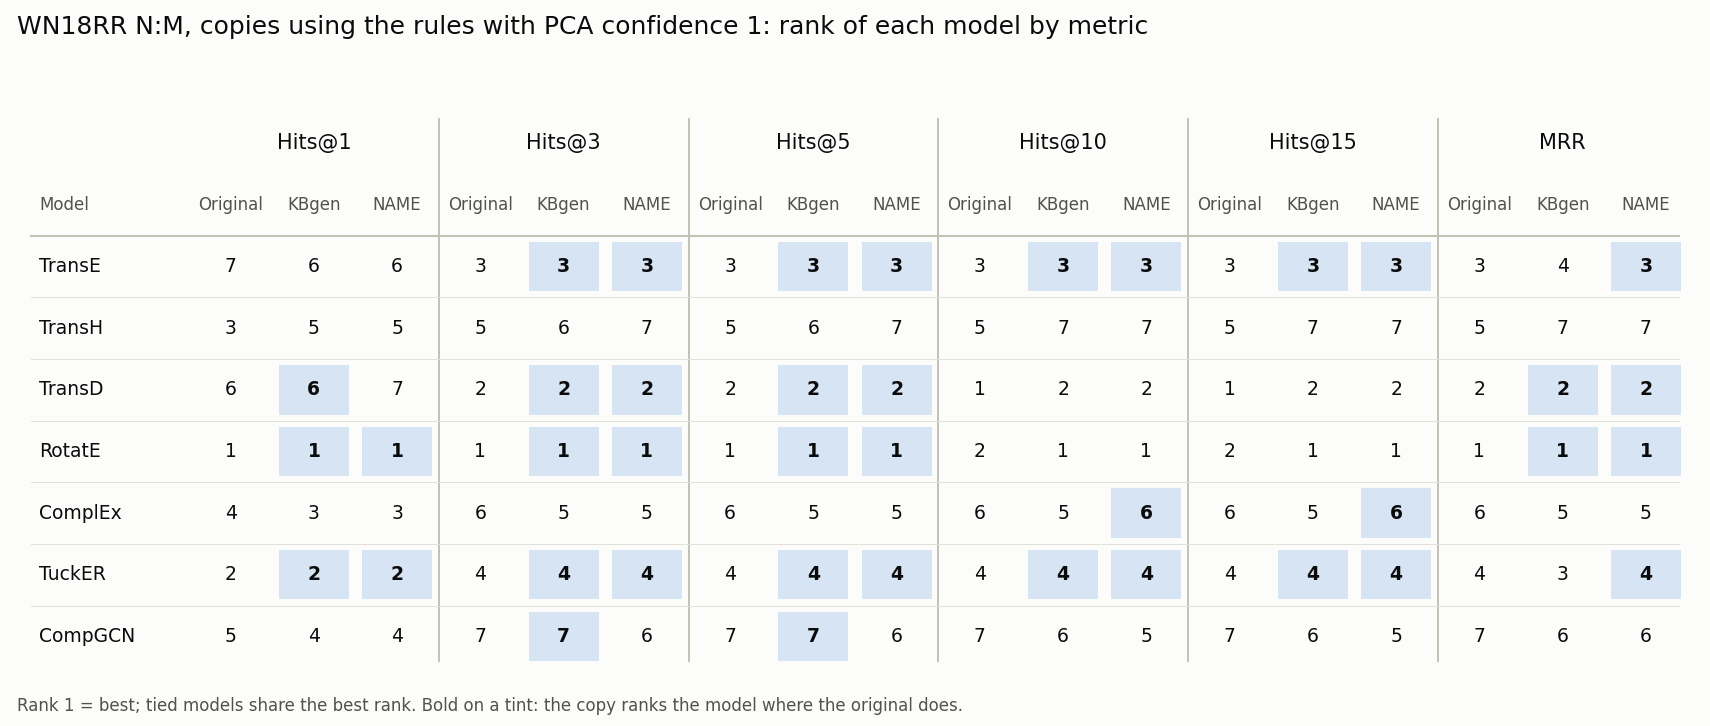 WN18RR N:M, copies using the rules with PCA confidence 1: rank of each model by metric
Hits@1 Hits@3 Hits@5 Hits@10 Hits@15 MRR
Model Original KBgen NAME Original KBgen NAME Original KBgen NAME Original KBgen NAME Original KBgen NAME Original KBgen NAME
TransE 7 6 6 3 3 3 3 3 3 3 3 3 3 3 3 3 4 3
TransH 3 5 5 5 6 7 5 6 7 5 7 7 5 7 7 5 7 7
TransD 6 6 7 2 2 2 2 2 2 1 2 2 1 2 2 2 2 2
RotatE 1 1 1 1 1 1 1 1 1 2 1 1 2 1 1 1 1 1
ComplEx 4 3 3 6 5 5 6 5 5 6 5 6 6 5 6 6 5 5
TuckER 2 2 2 4 4 4 4 4 4 4 4 4 4 4 4 4 3 4
CompGCN 5 4 4 7 7 6 7 7 6 7 6 5 7 6 5 7 6 6
Rank 1 = best; tied models share the best rank. Bold on a tint: the copy ranks the model where the original does.